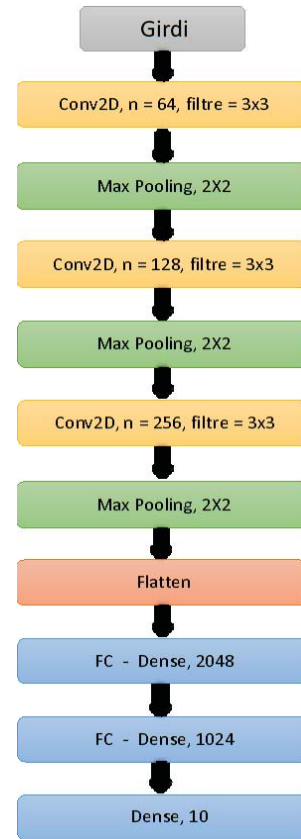 Girdi
Conv2D, n = 64, filtre = 3x3
Max Pooling, 2X2
Conv2D, n = 128, filtre = 3x3
Max Pooling, 2X2
Conv2D, n = 256, filtre = 3x3
Max Pooling, 2X2
Flatten
FC - Dense, 2048
FC - Dense, 1024
Dense, 10